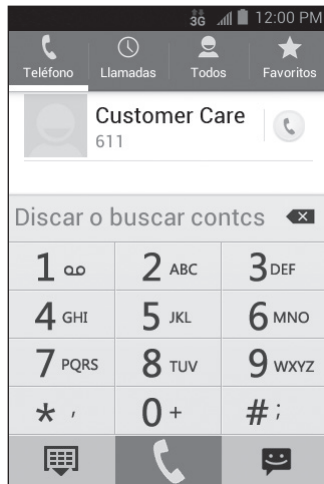 3G 12:00 PM
Teléfono Llamadas Todos Favoritos
Customer Care
611
Discar o buscar contcs
1 2 ABC 3 DEF
4 GHI 5 JKL 6 MNO
7 PQRS 8 TUV 9 WXYZ
* , 0 + # ;